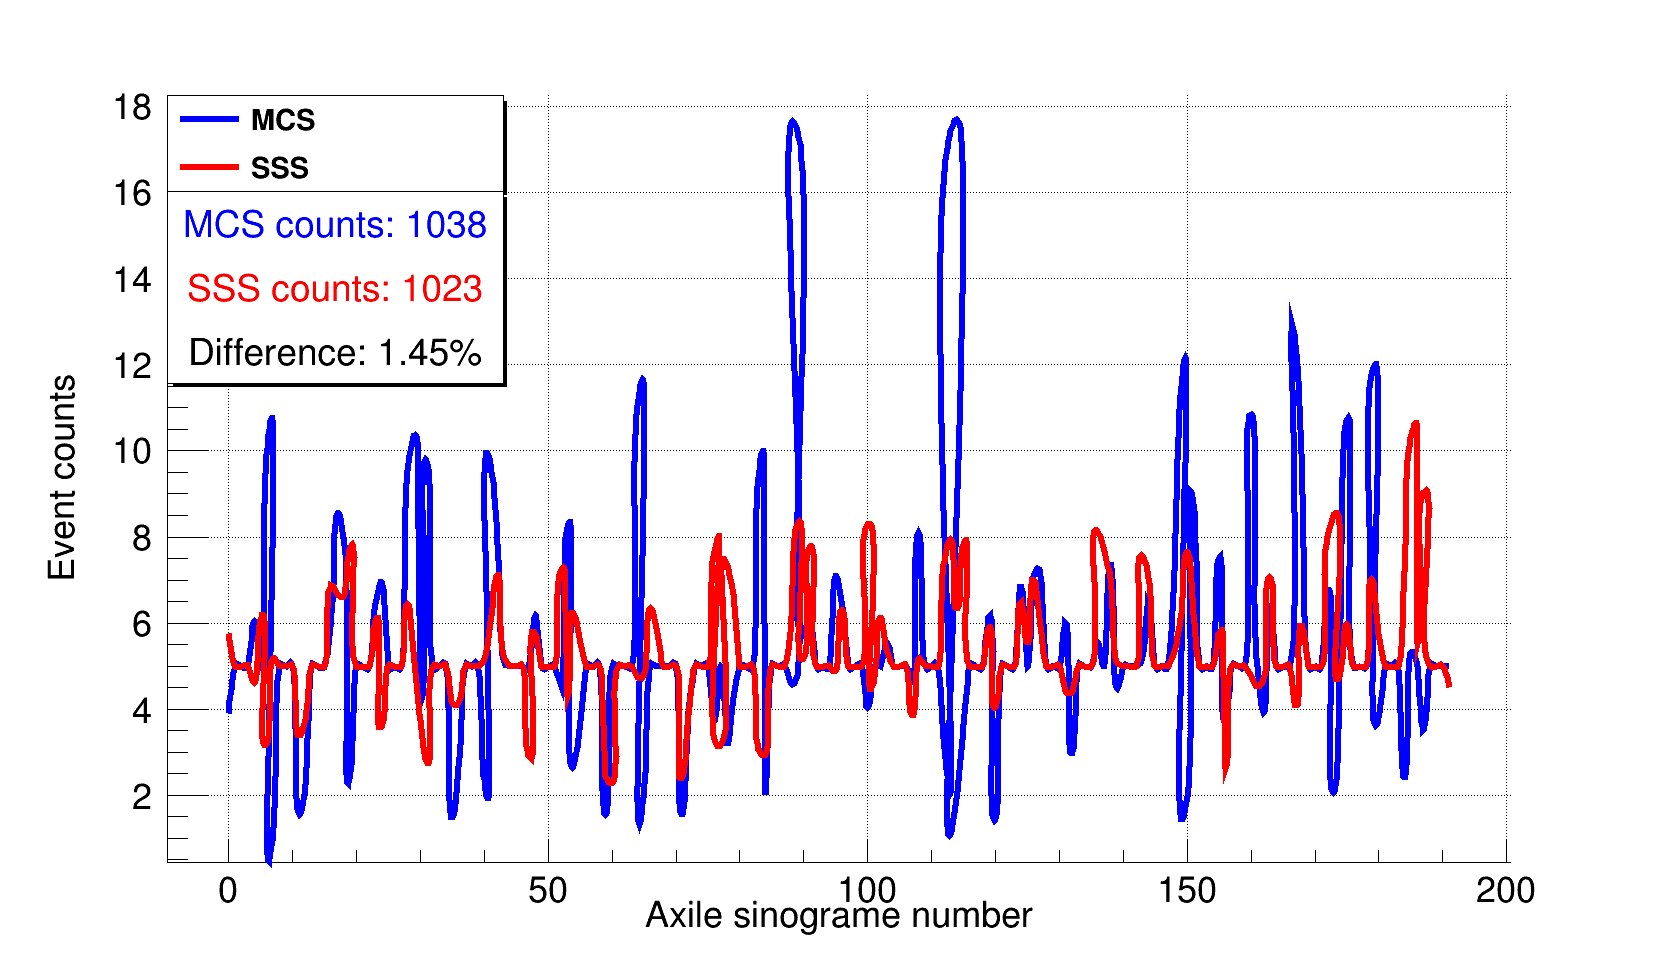 MCS
SSS
MCS counts: 1038
SSS counts: 1023
Difference: 1.45%
Event counts
18
16
14
12
10
8
6
4
2
0 50 100 150 200
Axile sinograme number